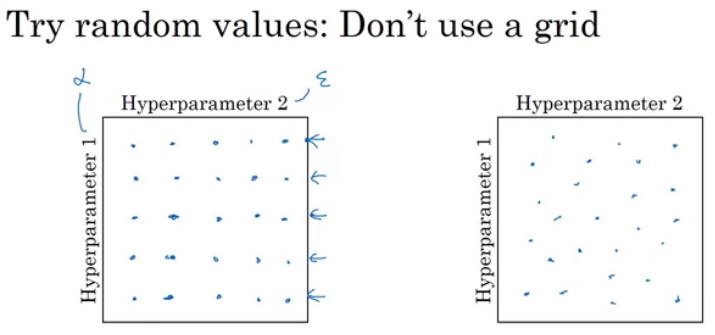 Try random values: Don't use a grid
α
ε
Hyperparameter 2
Hyperparameter 1
Hyperparameter 2
Hyperparameter 1